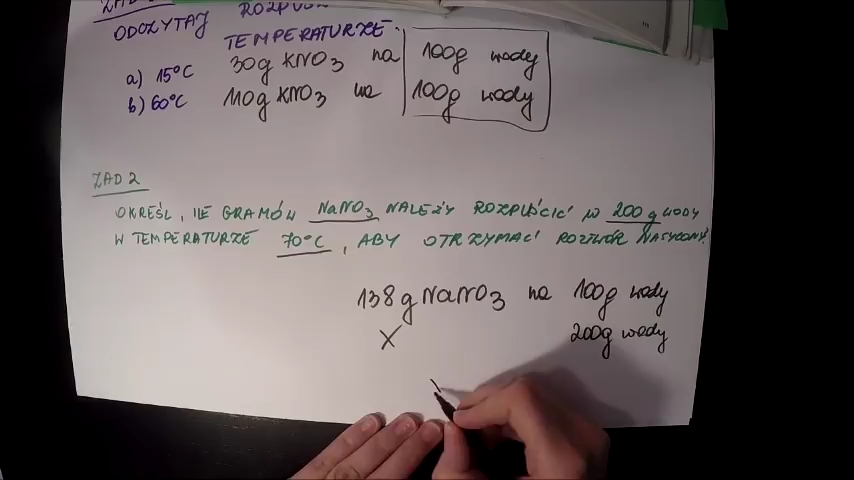 ODCZYTAJ
TEMPERATURZE.
a) 15°C 30g KNO3 na 100g wody
b) 60°C 110g KNO3 na 100g wody
ZAD 2
OKREŚL, ILE GRAMÓW NaNO3 NALEŻY ROZPUŚCIĆ W 200 g WODY
W TEMPERATURZE 70°C, ABY OTRZYMAĆ ROZTWÓR NASYCONY.
138g NaNO3 na 100g wody
X 200g wody